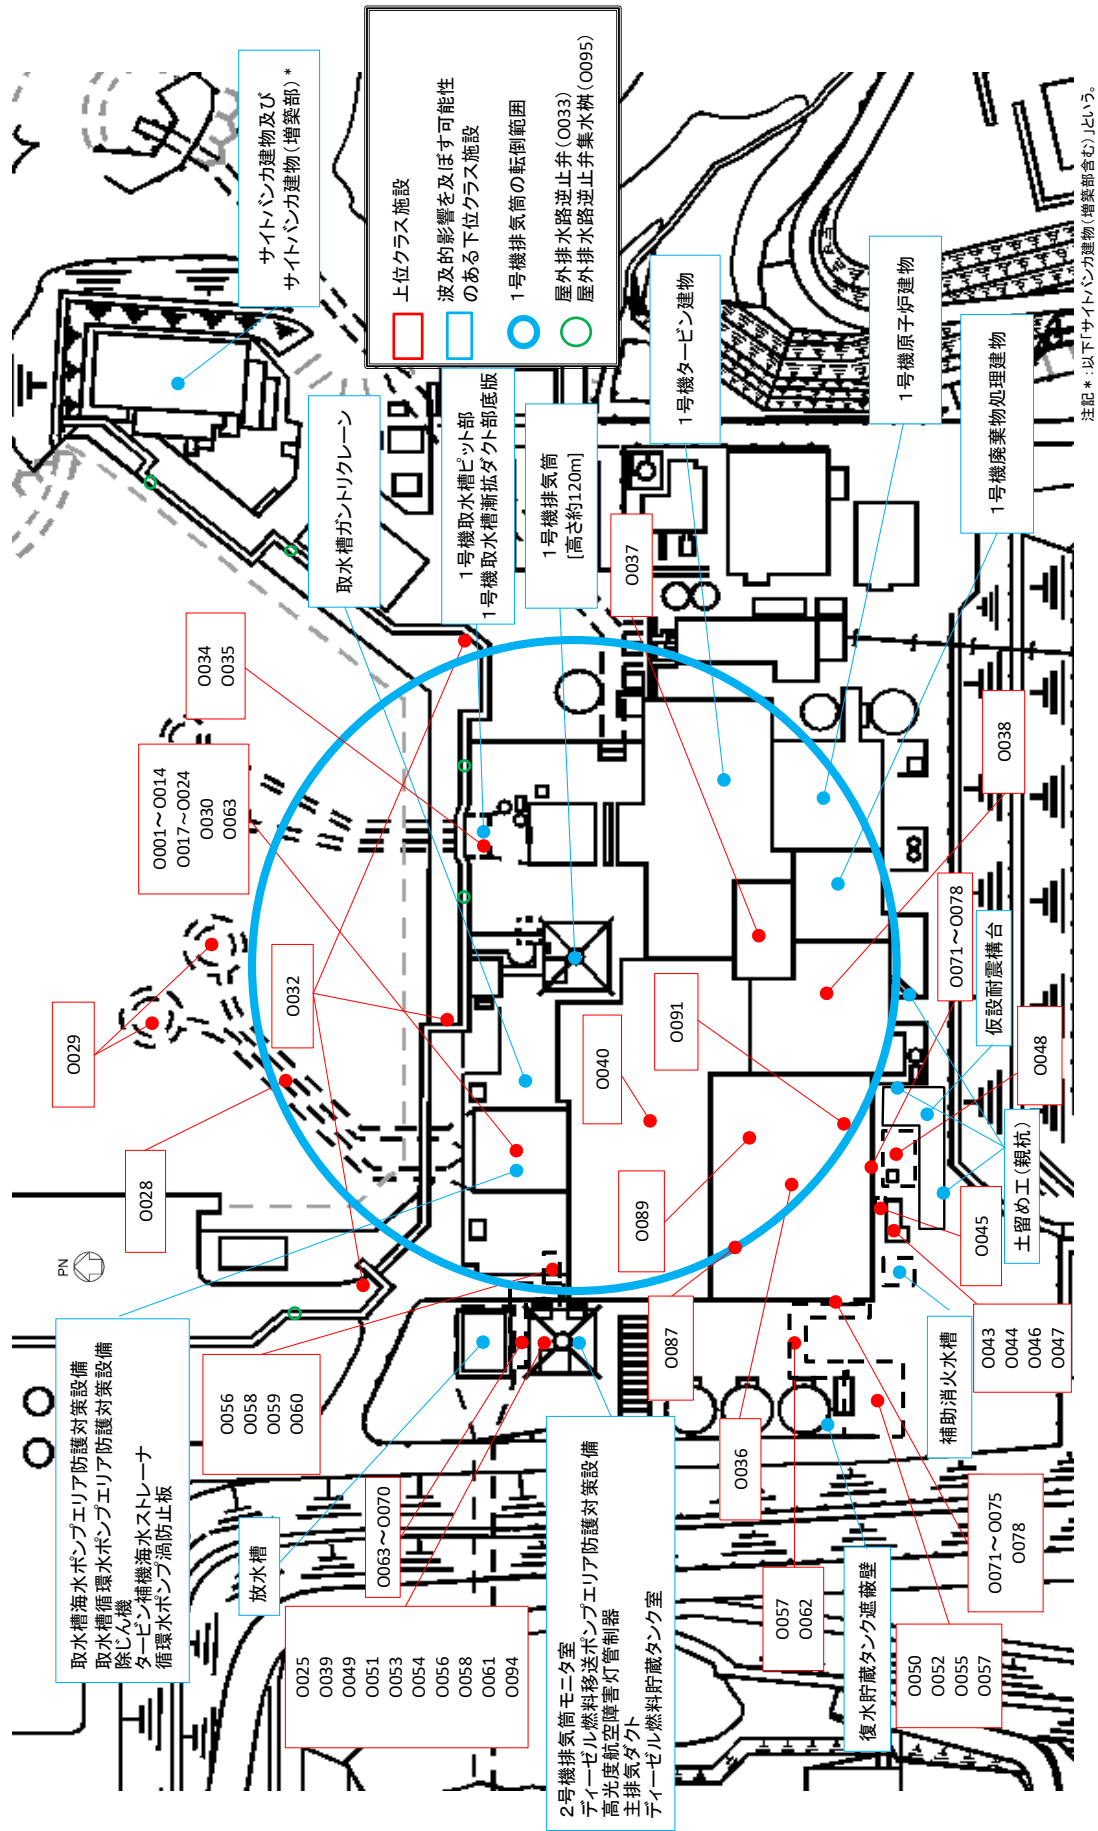 サイトバンカ建物及び
サイトバンカ建物(増築部)*
上位クラス施設
波及的影響を及ぼす可能性
のある下位クラス施設
1号機排気筒の転倒範囲
屋外排水路逆止弁(O033)
屋外排水路逆止弁集水桝(O095)
取水槽ガントリクレーン
1号機取水槽ピット部
1号機取水槽漸拡ダクト部底版
1号機排気筒
[高さ約120m]
1号機タービン建物
1号機原子炉建物
1号機廃棄物処理建物
O037
O034
O035
O001～O014
O017～O024
O030
O063
O038
O032
O029
O028
O071～O078
仮設耐震構台
O048
O040
O091
O089
土留め工(親杭)
O045
PN
取水槽海水ポンプエリア防護対策設備
取水槽循環水ポンプエリア防護対策設備
除じん機
タービン補機海水ストレーナ
循環水ポンプ渦防止板
O056
O058
O059
O060
放水槽
O063～O070
O025
O039
O049
O051
O053
O054
O056
O058
O061
O094
2号機排気筒モニタ室
ディーゼル燃料移送ポンプエリア防護対策設備
高光度航空障害灯管制器
主排気ダクト
ディーゼル燃料貯蔵タンク室
O087
O036
補助消火水槽
O043
O044
O046
O047
O057
O062
復水貯蔵タンク遮蔽壁
O050
O052
O055
O057
O071～O075
O078
注記*:以下「サイトバンカ建物(増築部含む)」という。